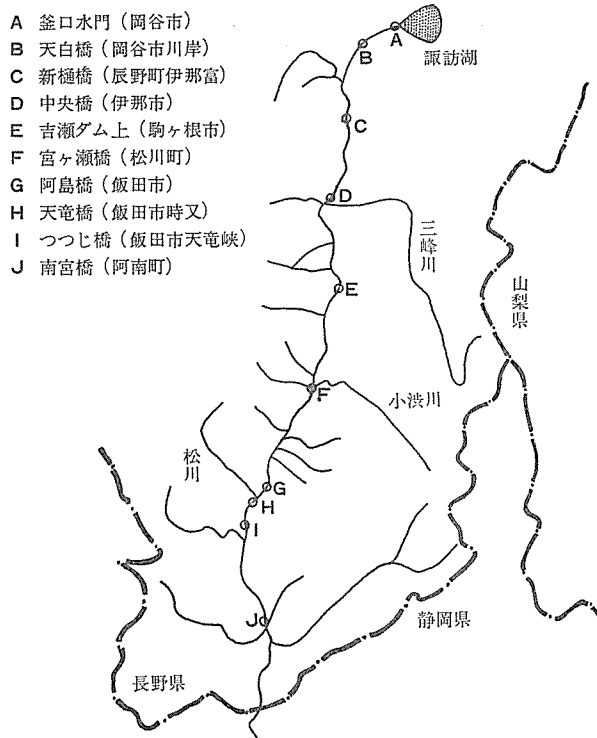 A 釜口水門(岡谷市)
B 天白橋(岡谷市川岸)
C 新樋橋(辰野町伊那富)
D 中央橋(伊那市)
E 吉瀬ダム上(駒ヶ根市)
F 宮ヶ瀬橋(松川町)
G 阿島橋(飯田市)
H 天竜橋(飯田市時又)
I つつじ橋(飯田市天竜峡)
J 南宮橋(阿南町)
A
B
諏訪湖
C
D
三峰川
E
山梨県
F
小渋川
松川
G
H
I
J
静岡県
長野県